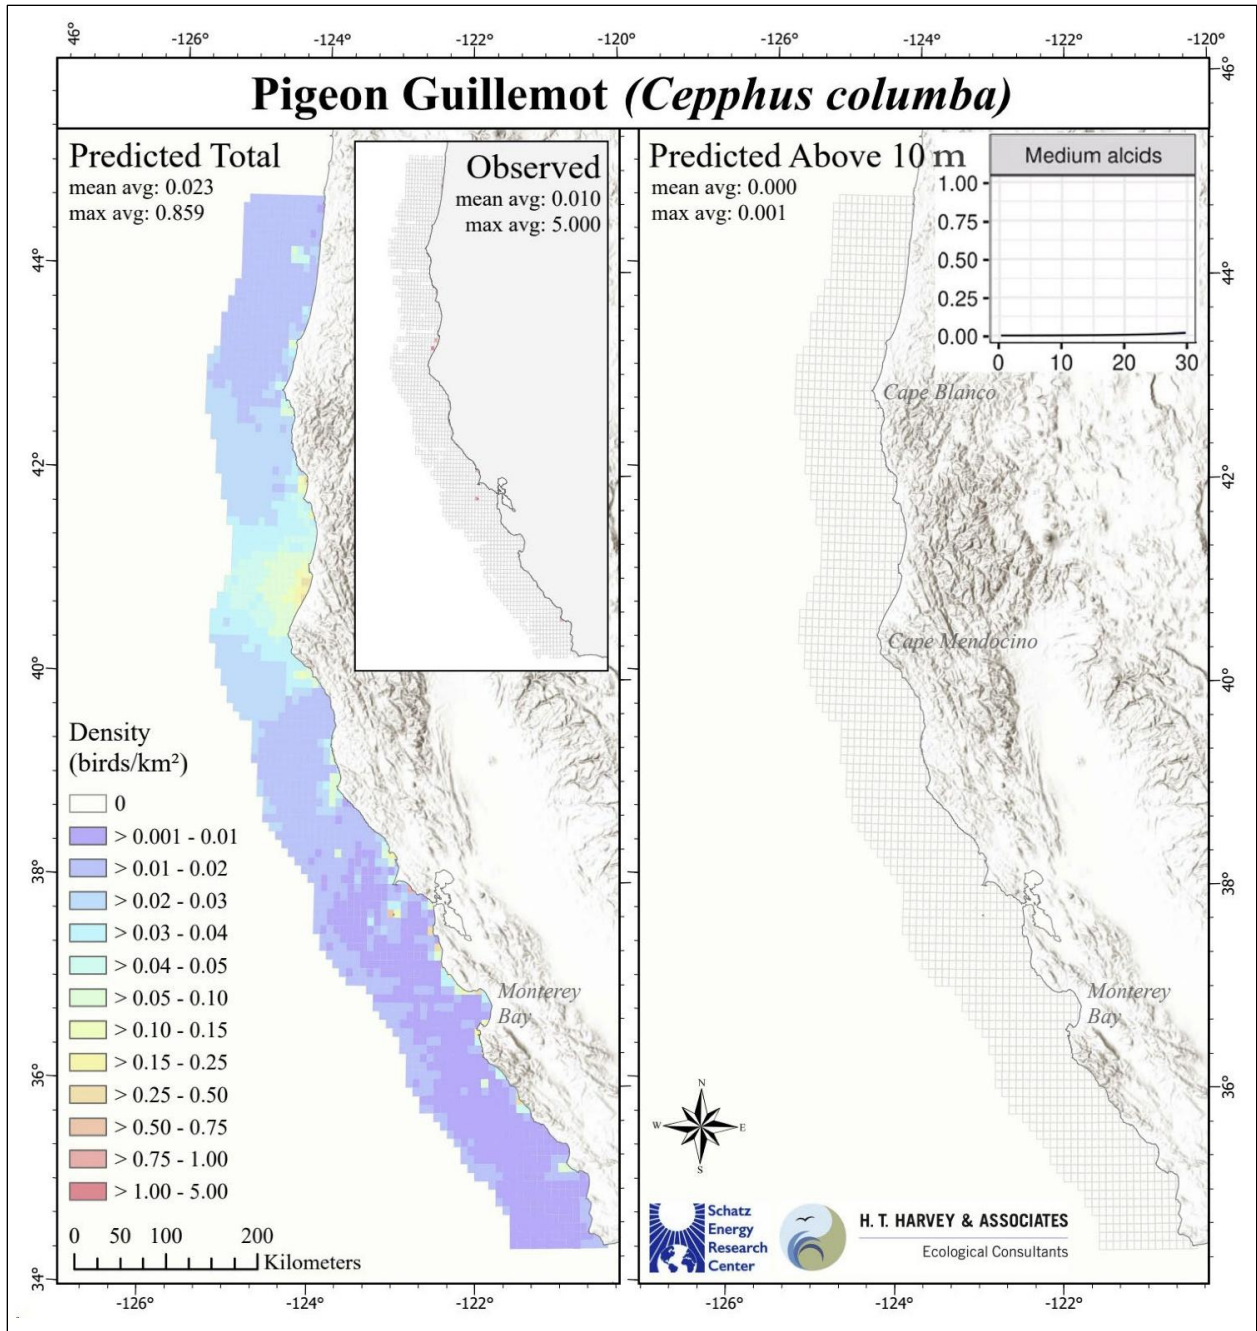 46° -126° -124° -122° -120° -126° -124° -122° -120°
46°
Pigeon Guillemot (Cepphus columba)
Predicted Total
mean avg: 0.023
max avg: 0.859
Observed
mean avg: 0.010
max avg: 5.000
Predicted Above 10 m
mean avg: 0.000
max avg: 0.001
Medium alcids
1.00
0.75
0.50
0.25
0.00
0 10 20 30
44°
42°
40°
38°
36°
34°
44°
42°
40°
38°
36°
Cape Blanco
Cape Mendocino
Monterey
Bay
Monterey
Bay
Density
(birds/km²)
0
> 0.001 - 0.01
> 0.01 - 0.02
> 0.02 - 0.03
> 0.03 - 0.04
> 0.04 - 0.05
> 0.05 - 0.10
> 0.10 - 0.15
> 0.15 - 0.25
> 0.25 - 0.50
> 0.50 - 0.75
> 0.75 - 1.00
> 1.00 - 5.00
0 50 100 200
Kilometers
N
W E
S
Schatz
Energy
Research
Center
H. T. HARVEY & ASSOCIATES
Ecological Consultants
-126° -124° -122° -126° -124° -122°